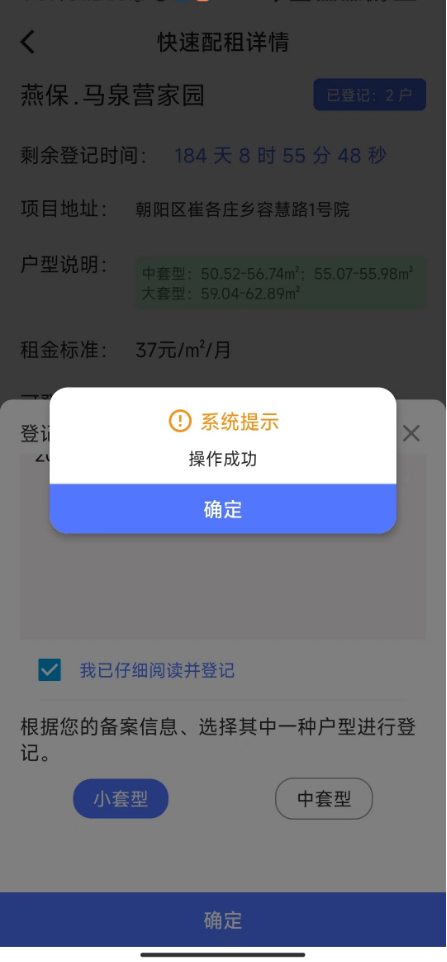 快速配租详情
燕保.马泉营家园
已登记：2 户
剩余登记时间： 184 天 8 时 55 分 48 秒
项目地址： 朝阳区崔各庄乡容慧路1号院
户型说明： 中套型：50.52-56.74㎡；55.07-55.98㎡
大套型：59.04-62.89㎡
租金标准： 37元/㎡/月
系统提示
登记
操作成功
确定
我已仔细阅读并登记
根据您的备案信息、选择其中一种户型进行登
记。
小套型 中套型
确定